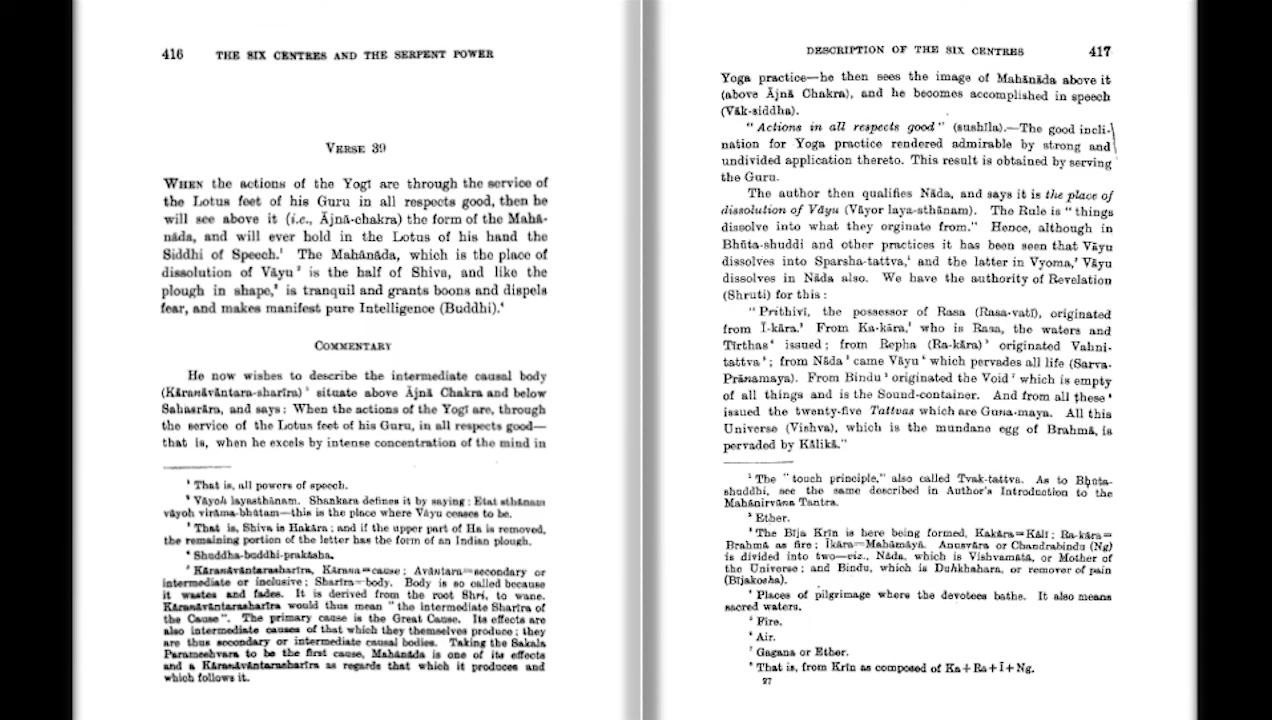 416 THE SIX CENTRES AND THE SERPENT POWER
VERSE 39
WHEN the actions of the Yogī are through the service of
the Lotus feet of his Guru in all respects good, then he
will see above it (i.e., Ājnā-chakra) the form of the Mahā-
nāda, and will ever hold in the Lotus of his hand the
Siddhi of Speech.¹ The Mahānāda, which is the place of
dissolution of Vāyu² is the half of Shiva, and like the
plough in shape,³ is tranquil and grants boons and dispels
fear, and makes manifest pure Intelligence (Buddhi).⁴
COMMENTARY
He now wishes to describe the intermediate causal body
(Kāraṇāvāntara-sharīra)⁵ situate above Ājnā Chakra and below
Sahasrāra, and says: When the actions of the Yogī are, through
the service of the Lotus feet of his Guru, in all respects good—
that is, when he excels by intense concentration of the mind in
¹ That is, all powers of speech.
² Vāyoh layasthānam. Shankara defines it by saying: Etat sthānam
vāyoh virāma-bhūtam—this is the place where Vāyu ceases to be.
³ That is, Shiva is Hakāra; and if the upper part of Ha is removed,
the remaining portion of the letter has the form of an Indian plough.
⁴ Shuddha-buddhi-prakāsha.
⁵ Kāraṇāvāntarasharīra, Kāraṇa=cause; Avāntara=secondary or
intermediate or inclusive; Sharīra=body. Body is so called because
it wastes and fades. It is derived from the root Shri, to wane.
Kāraṇāvāntarasharīra would thus mean "the intermediate Sharīra of
the Cause". The primary cause is the Great Cause. Its effects are
also intermediate causes of that which they themselves produce; they
are thus secondary or intermediate causal bodies. Taking the Sakala
Parameshvara to be the first cause, Mahānāda is one of its effects
and a Kāraṇāvāntarasharīra as regards that which it produces and
which follows it.
DESCRIPTION OF THE SIX CENTRES 417
Yoga practice—he then sees the image of Mahānāda above it
(above Ājnā Chakra), and he becomes accomplished in speech
(Vāk-siddha).
"Actions in all respects good" (sushīla).—The good incli-
nation for Yoga practice rendered admirable by strong and
undivided application thereto. This result is obtained by serving
the Guru.
The author then qualifies Nāda, and says it is the place of
dissolution of Vāyu (Vāyor laya-sthānam). The Rule is "things
dissolve into what they orginate from." Hence, although in
Bhūta-shuddi and other practices it has been seen that Vāyu
dissolves into Sparsha-tattva,¹ and the latter in Vyoma,² Vāyu
dissolves in Nāda also. We have the authority of Revelation
(Shruti) for this:
"Prithivī, the possessor of Rasa (Rasa-vatī), originated
from Ī-kāra.³ From Ka-kāra,³ who is Rasa, the waters and
Tīrthas⁴ issued; from Repha (Ra-kāra)³ originated Vahni-
tattva⁵; from Nāda³ came Vāyu⁶ which pervades all life (Sarva-
Prāṇamaya). From Bindu³ originated the Void⁷ which is empty
of all things and is the Sound-container. And from all these⁸
issued the twenty-five Tattvas which are Guṇa-maya. All this
Universe (Vishva), which is the mundane egg of Brahmā, is
pervaded by Kālikā."
¹ The "touch principle," also called Tvak-tattva. As to Bhūta-
shuddhi, see the same described in Author's Introduction to the
Mahānirvāṇa Tantra.
² Ether.
³ The Bīja Krīn is here being formed, Kakāra=Kālī; Ra-kāra=
Brahmā as fire; Īkāra=Mahāmāyā. Anusvāra or Chandrabindu (Ng)
is divided into two—viz., Nāda, which is Vishvamātā, or Mother of
the Universe; and Bindu, which is Duhkhahara, or remover of pain
(Bījakosha).
⁴ Places of pilgrimage where the devotees bathe. It also means
sacred waters.
⁵ Fire.
⁶ Air.
⁷ Gagana or Ether.
⁸ That is, from Krīn as composed of Ka+Ra+Ī+Ng.
27